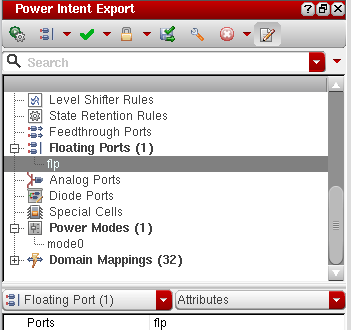 Power Intent Export
Search
Level Shifter Rules
State Retention Rules
Feedthrough Ports
Floating Ports (1)
flp
Analog Ports
Diode Ports
Special Cells
Power Modes (1)
mode0
Domain Mappings (32)
Floating Port (1) Attributes
Ports flp